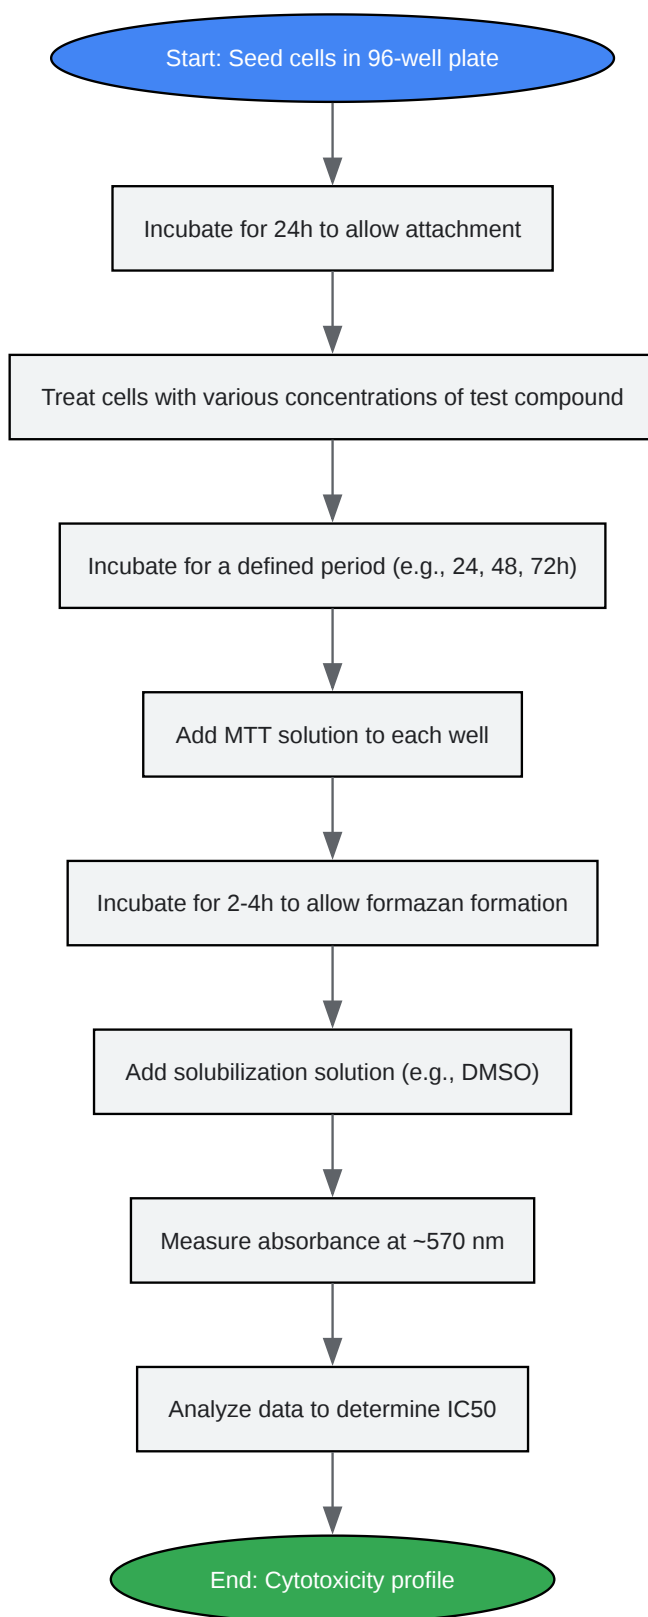 Start: Seed cells in 96-well plate
Incubate for 24h to allow attachment
Treat cells with various concentrations of test compound
Incubate for a defined period (e.g., 24, 48, 72h)
Add MTT solution to each well
Incubate for 2-4h to allow formazan formation
Add solubilization solution (e.g., DMSO)
Measure absorbance at ~570 nm
Analyze data to determine IC50
End: Cytotoxicity profile